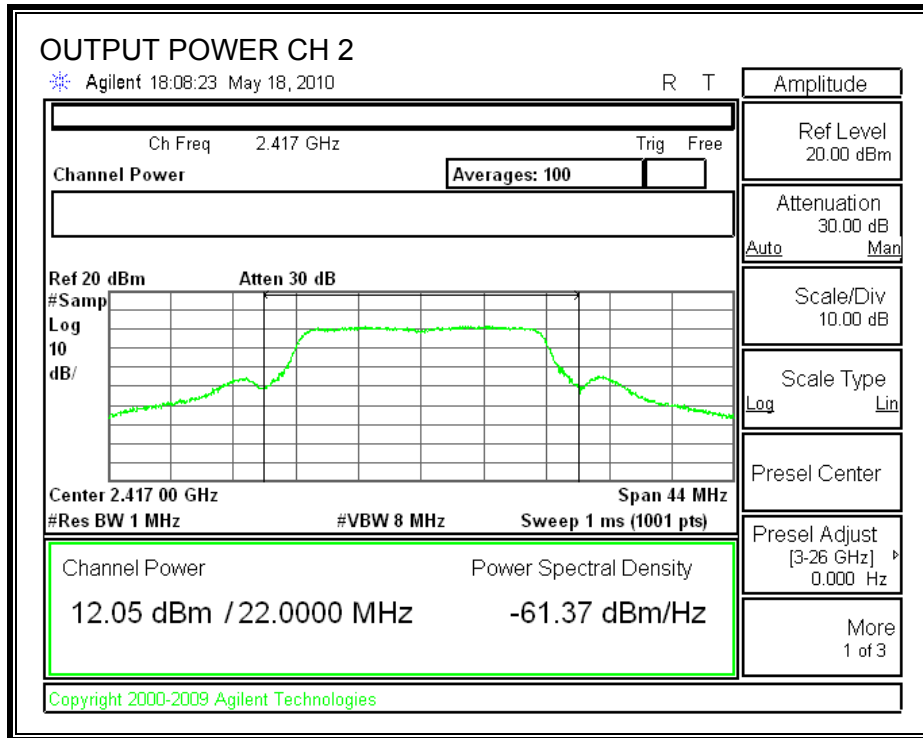 OUTPUT POWER CH 2
Agilent 18:08:23 May 18, 2010 R T
Ch Freq 2.417 GHz Trig Free
Channel Power Averages: 100
Ref 20 dBm Atten 30 dB
#Samp
Log
10
dB/
Center 2.417 00 GHz Span 44 MHz
#Res BW 1 MHz #VBW 8 MHz Sweep 1 ms (1001 pts)
Channel Power Power Spectral Density
12.05 dBm / 22.0000 MHz -61.37 dBm/Hz
Copyright 2000-2009 Agilent Technologies
Amplitude
Ref Level
20.00 dBm
Attenuation
30.00 dB
Auto Man
Scale/Div
10.00 dB
Scale Type
Log Lin
Presel Center
Presel Adjust
[3-26 GHz]
0.000 Hz
More
1 of 3